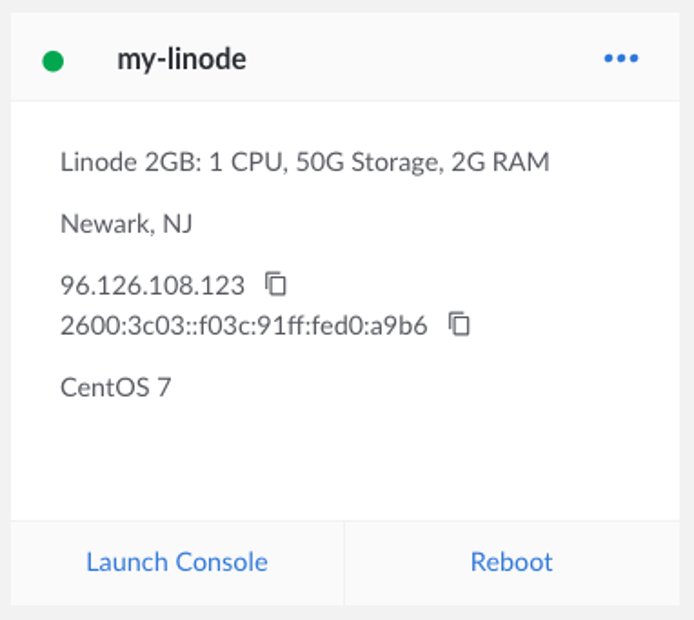 my-linode
Linode 2GB: 1 CPU, 50G Storage, 2G RAM
Newark, NJ
96.126.108.123
2600:3c03::f03c:91ff:fed0:a9b6
CentOS 7
Launch Console
Reboot